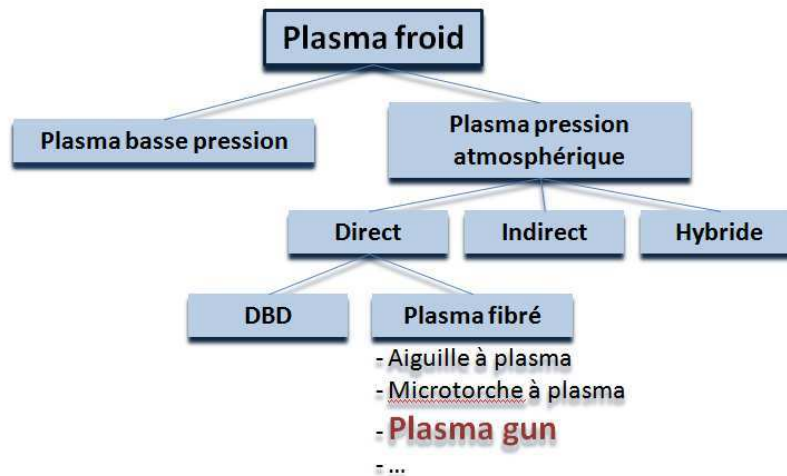 Plasma froid
Plasma basse pression
Plasma pression
atmosphérique
Direct
Indirect
Hybride
DBD
Plasma fibré
- Aiguille à plasma
- Microtorche à plasma
- Plasma gun
- ...